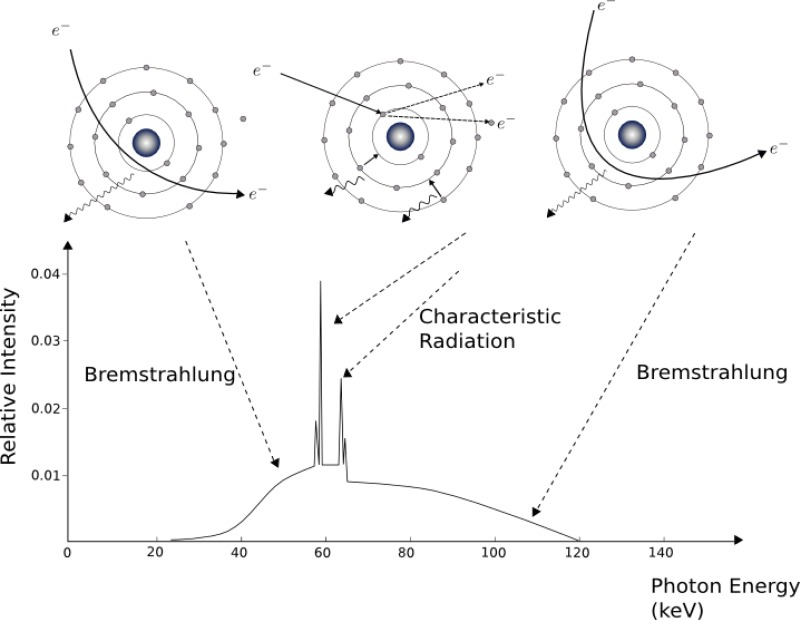 e⁻
e⁻
e⁻
e⁻
e⁻
e⁻
e⁻
Relative Intensity
0.04
0.03
0.02
0.01
Characteristic
Radiation
Bremstrahlung
Bremstrahlung
0
20
40
60
80
100
120
140
Photon Energy
(keV)